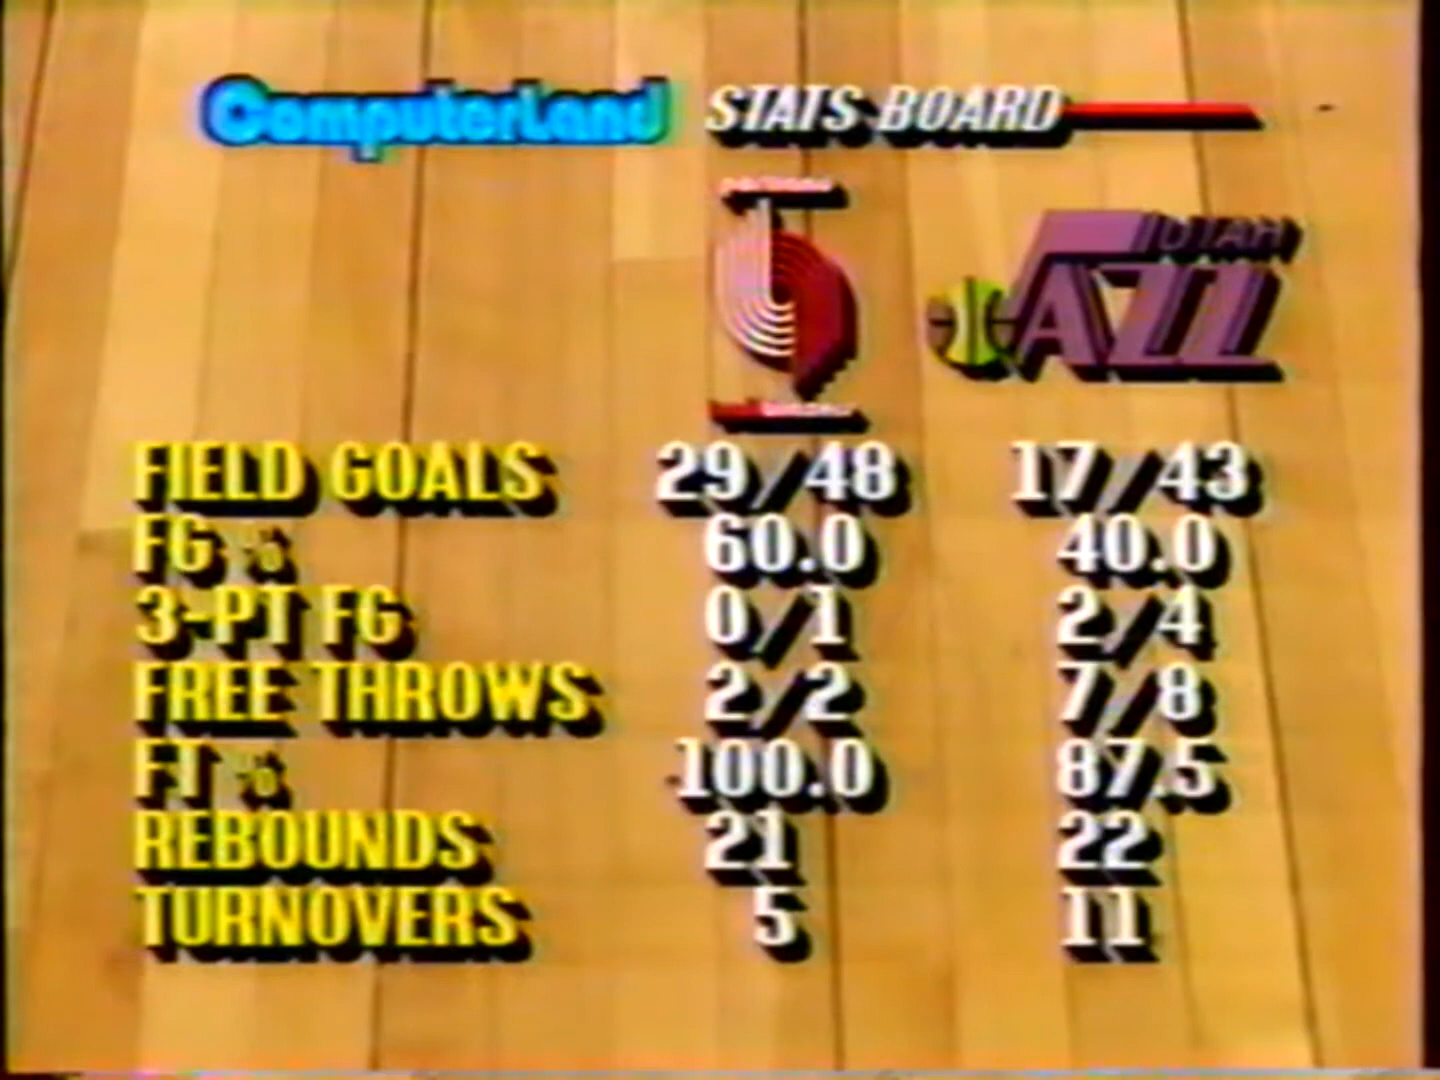 ComputerLand STATS BOARD
UTAH
JAZZ
FIELD GOALS 29/48 17/43
FG % 60.0 40.0
3-PT FG 0/1 2/4
FREE THROWS 2/2 7/8
FT % 100.0 87.5
REBOUNDS 21 22
TURNOVERS 5 11